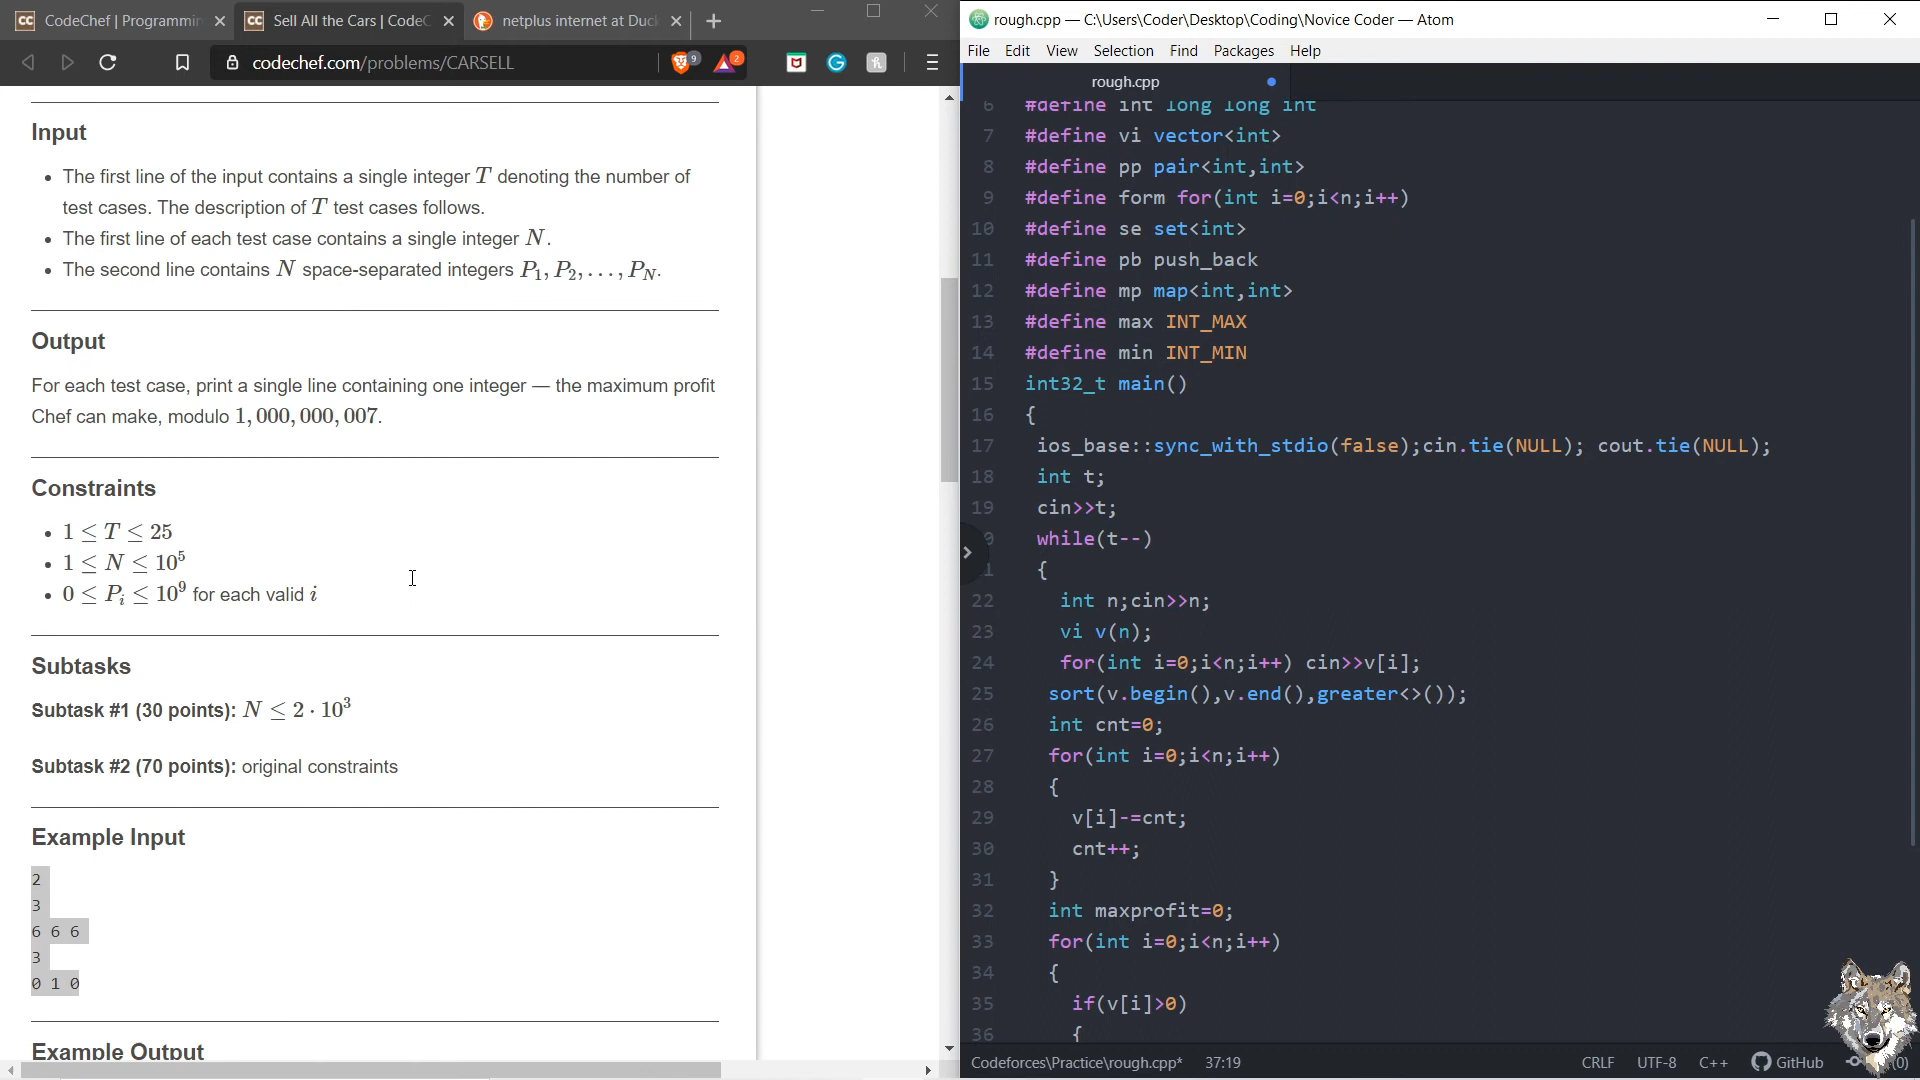 CodeChef | Programmin
Sell All the Cars | CodeC
netplus internet at Duck
codechef.com/problems/CARSELL
9
2
Input
The first line of the input contains a single integer T denoting the number of
test cases. The description of T test cases follows.
The first line of each test case contains a single integer N.
The second line contains N space-separated integers P1, P2, . . . , PN.
Output
For each test case, print a single line containing one integer — the maximum profit
Chef can make, modulo 1, 000, 000, 007.
Constraints
1 ≤ T ≤ 25
1 ≤ N ≤ 10^5
0 ≤ Pi ≤ 10^9 for each valid i
Subtasks
Subtask #1 (30 points): N ≤ 2 · 10^3
Subtask #2 (70 points): original constraints
Example Input
2
3
6 6 6
3
0 1 0
Example Output
rough.cpp — C:\Users\Coder\Desktop\Coding\Novice Coder — Atom
File Edit View Selection Find Packages Help
rough.cpp
6 #define int long long int
7 #define vi vector<int>
8 #define pp pair<int,int>
9 #define form for(int i=0;i<n;i++)
10 #define se set<int>
11 #define pb push_back
12 #define mp map<int,int>
13 #define max INT_MAX
14 #define min INT_MIN
15 int32_t main()
16 {
17 ios_base::sync_with_stdio(false);cin.tie(NULL); cout.tie(NULL);
18 int t;
19 cin>>t;
while(t--)
{
22 int n;cin>>n;
23 vi v(n);
24 for(int i=0;i<n;i++) cin>>v[i];
25 sort(v.begin(),v.end(),greater<>());
26 int cnt=0;
27 for(int i=0;i<n;i++)
28 {
29 v[i]-=cnt;
30 cnt++;
31 }
32 int maxprofit=0;
33 for(int i=0;i<n;i++)
34 {
35 if(v[i]>0)
36 {
Codeforces\Practice\rough.cpp* 37:19 CRLF UTF-8 C++ GitHub (0)